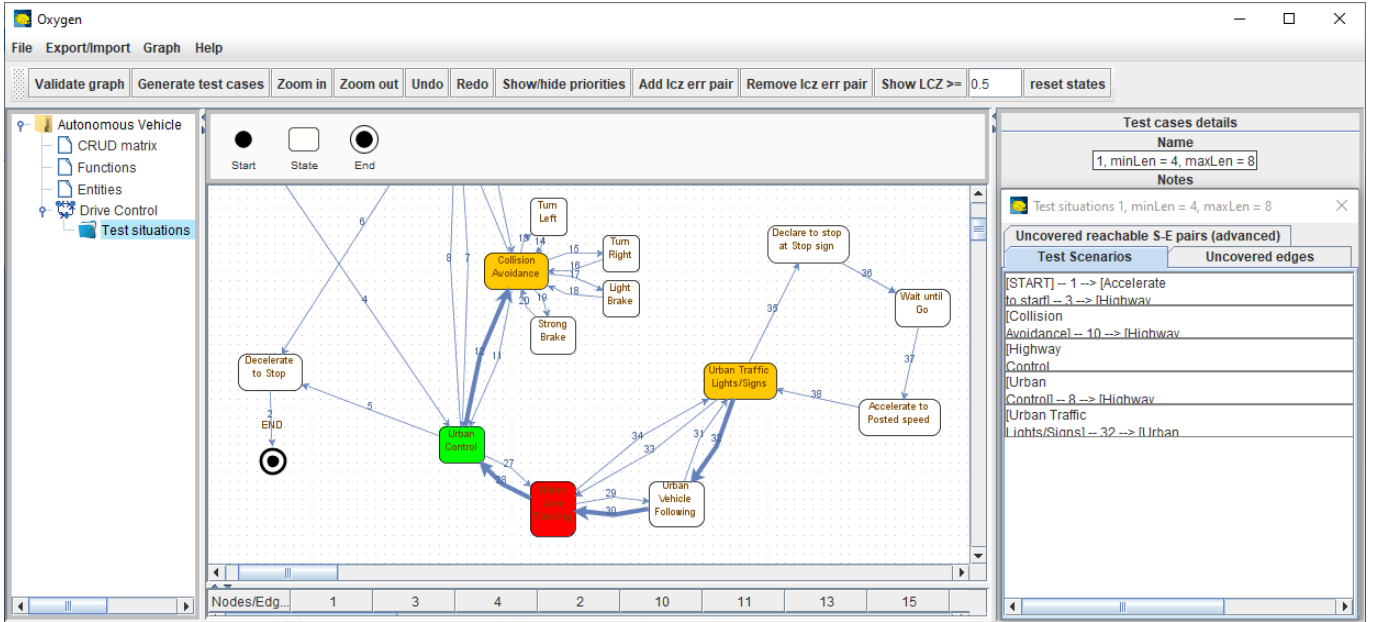 Oxygen
File Export/Import Graph Help
Validate graph Generate test cases Zoom in Zoom out Undo Redo Show/hide priorities Add lcz err pair Remove lcz err pair Show LCZ >= 0.5 reset states
Autonomous Vehicle
CRUD matrix
Functions
Entities
Drive Control
Test situations
Start State End
Turn
Left
6
13 14
15
Turn
Right
Collision
Avoidance
16
17
8 7
Light
Brake
18
20 19
Strong
Brake
4
12 11
Decelerate
to Stop
5
2
END
Urban
Control
27
28
Urban
29
30
Urban
Vehicle
Following
34
33
31 32
Urban Traffic
Lights/Signs
35
Declare to stop
at Stop sign
36
Wait until
Go
37
38
Accelerate to
Posted speed
Nodes/Edg... 1 3 4 2 10 11 13 15
Test cases details
Name
1, minLen = 4, maxLen = 8
Notes
Test situations 1, minLen = 4, maxLen = 8
Uncovered reachable S-E pairs (advanced)
Test Scenarios Uncovered edges
[START] -- 1 --> [Accelerate
to start] -- 3 --> [Highway
[Collision
Avoidance] -- 10 --> [Highway
[Highway
Control
[Urban
Control] -- 8 --> [Highway
[Urban Traffic
Lights/Signs] -- 32 --> [Urban